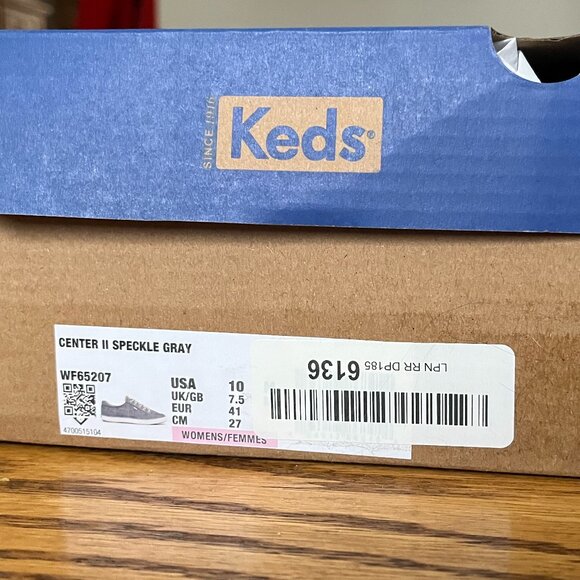 SINCE 1916
Keds®
CENTER II SPECKLE GRAY
WF65207
USA 10
UK/GB 7.5
EUR 41
CM 27
4700515104
WOMENS/FEMMES
LPN RR DP185
6136